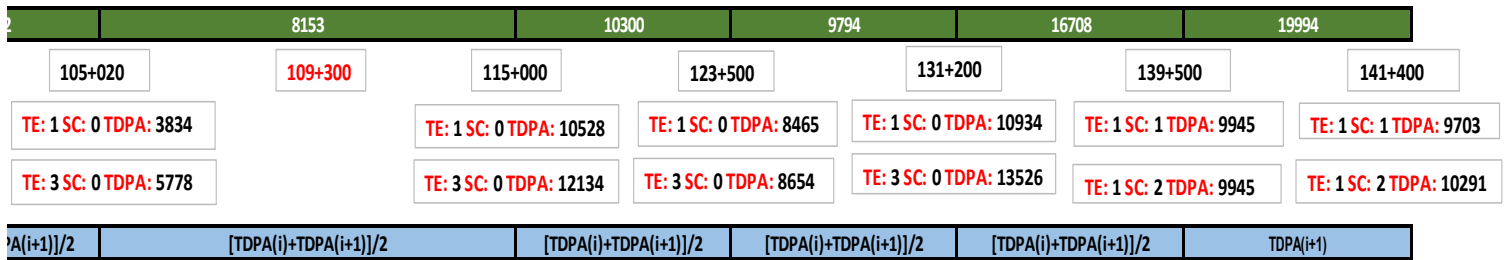 2 8153 10300 9794 16708 19994
105+020 109+300 115+000 123+500 131+200 139+500 141+400
TE: 1 SC: 0 TDPA: 3834 TE: 1 SC: 0 TDPA: 10528 TE: 1 SC: 0 TDPA: 8465 TE: 1 SC: 0 TDPA: 10934 TE: 1 SC: 1 TDPA: 9945 TE: 1 SC: 1 TDPA: 9703
TE: 3 SC: 0 TDPA: 5778 TE: 3 SC: 0 TDPA: 12134 TE: 3 SC: 0 TDPA: 8654 TE: 3 SC: 0 TDPA: 13526 TE: 1 SC: 2 TDPA: 9945 TE: 1 SC: 2 TDPA: 10291
PA(i+1)]/2 [TDPA(i)+TDPA(i+1)]/2 [TDPA(i)+TDPA(i+1)]/2 [TDPA(i)+TDPA(i+1)]/2 [TDPA(i)+TDPA(i+1)]/2 TDPA(i+1)